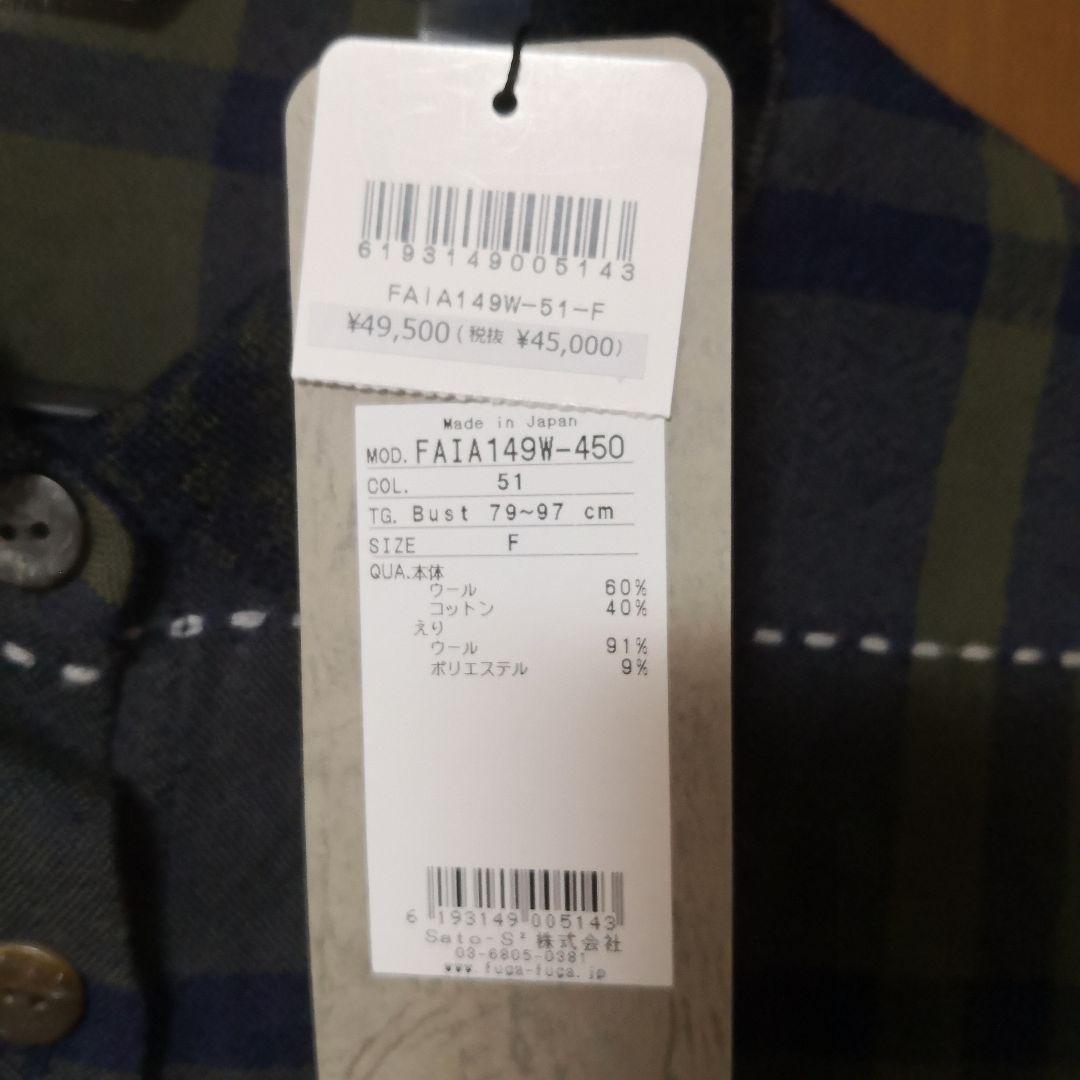 6193149005143
FAIA149W-51-F
¥49,500(税抜 ¥45,000)
Made in Japan
MOD. FAIA149W-450
COL. 51
TG. Bust 79~97 cm
SIZE F
QUA.本体
ウール 60%
コットン 40%
えり
ウール 91%
ポリエステル 9%
6 193149 005143
Sato-S² 株式会社
03-6805-0381
www.fuga-fuga.jp